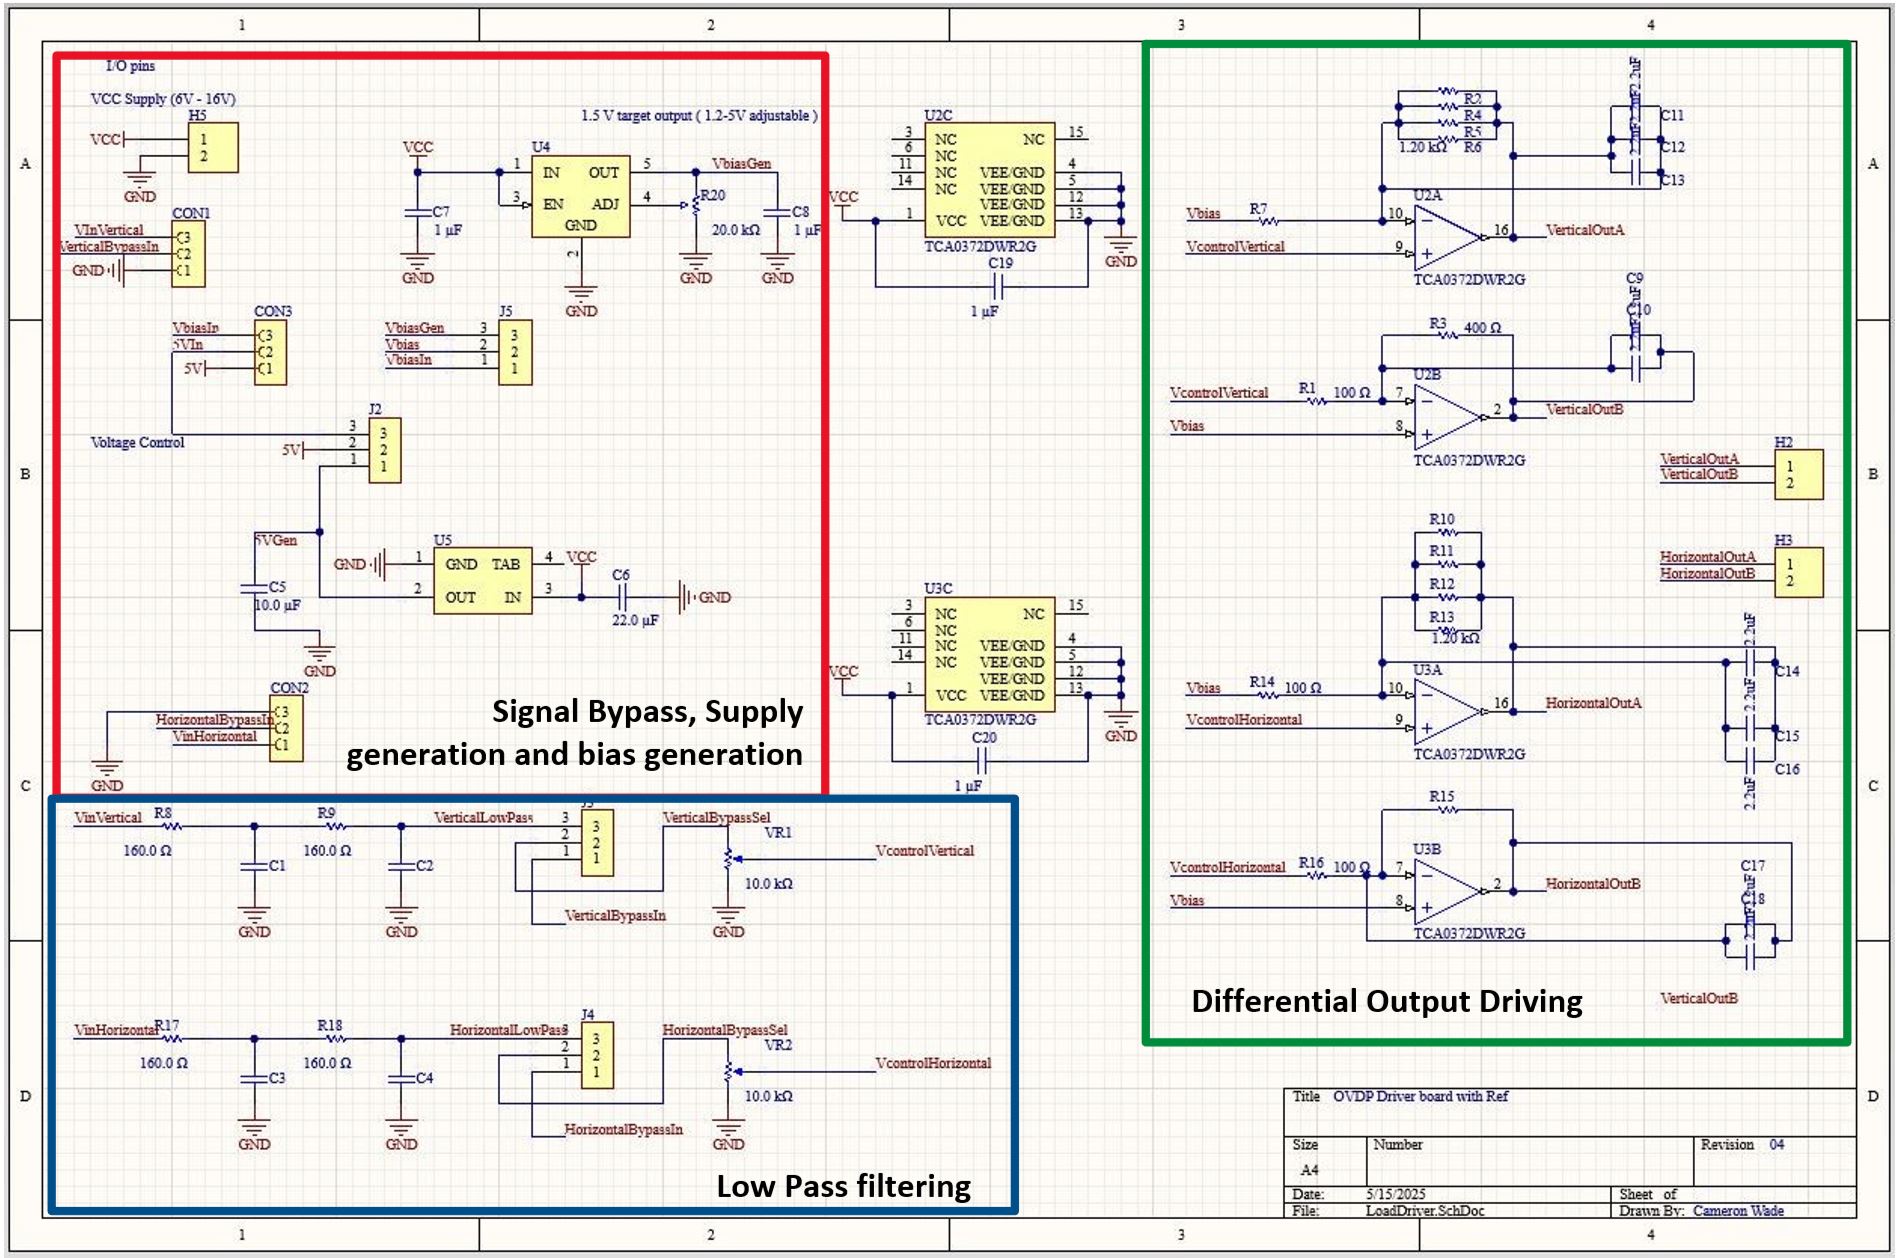 1 2 3 4
A
B
C
D
I/O pins
VCC Supply (6V - 16V)
H5
VCC
1
2
GND
CON1
VInVertical
VerticalBypassIn
GND
C3
C2
C1
VCC
C7
1 µF
GND
1.5 V target output ( 1.2-5V adjustable )
U4
1 IN OUT 5
3 EN ADJ 4
GND
2
GND
VbiasGen
R20
20.0 kΩ
GND
C8
1 µF
GND
CON3
VbiasIn
5VIn
5V
C3
C2
C1
J5
VbiasGen 3 3
Vbias 2 2
VbiasIn 1 1
Voltage Control
J2
3 3
5V 2 2
1 1
5VGen
C5
10.0 µF
GND
U5
GND 1 GND TAB 4 VCC
2 OUT IN 3
C6
22.0 µF
GND
CON2
HorizontalBypassIn
VinHorizontal
C3
C2
C1
GND
Signal Bypass, Supply
generation and bias generation
U2C
3 NC NC 15
6 NC
11 NC VEE/GND 4
14 NC VEE/GND 5
VEE/GND 12
VCC 1 VCC VEE/GND 13
TCA0372DWR2G
GND
C19
1 µF
U3C
3 NC NC 15
6 NC
11 NC VEE/GND 4
14 NC VEE/GND 5
VEE/GND 12
VCC 1 VCC VEE/GND 13
TCA0372DWR2G
GND
C20
1 µF
VinVertical R8 R9 VerticalLowPass
160.0 Ω 160.0 Ω
C1 C2
GND GND
3 3
2 2
1 1
VerticalBypassSel
VR1
VcontrolVertical
10.0 kΩ
VerticalBypassIn
GND
VinHorizontal R17 R18 HorizontalLowPass
160.0 Ω 160.0 Ω
C3 C4
GND GND
J4
3
2 2
1 1
HorizontalBypassSel
VR2
VcontrolHorizontal
10.0 kΩ
HorizontalBypassIn
GND
Low Pass filtering
R2
R4
R5
1.20 kΩ R6
2.2uF
C11
C12
C13
U2A
Vbias R7 10
VcontrolVertical 9
16 VerticalOutA
TCA0372DWR2G
C9
C10
R3 400 Ω
U2B
VcontrolVertical R1 100 Ω 7
Vbias 8
2 VerticalOutB
TCA0372DWR2G
H2
VerticalOutA 1
VerticalOutB 2
H3
HorizontalOutA 1
HorizontalOutB 2
R10
R11
R12
R13
1.20 kΩ
U3A
Vbias R14 100 Ω 10
VcontrolHorizontal 9
16 HorizontalOutA
TCA0372DWR2G
2.2uF
C14
2.2uF
C15
C16
2.2uF
R15
U3B
VcontrolHorizontal R16 100 Ω 7
Vbias 8
2 HorizontalOutB
TCA0372DWR2G
C17
C18
VerticalOutB
Differential Output Driving
Title OVDP Driver board with Ref
Size Number Revision 04
A4
Date: 5/15/2025 Sheet of
File: LoadDriver.SchDoc Drawn By: Cameron Wade
A
B
C
D
1 2 3 4